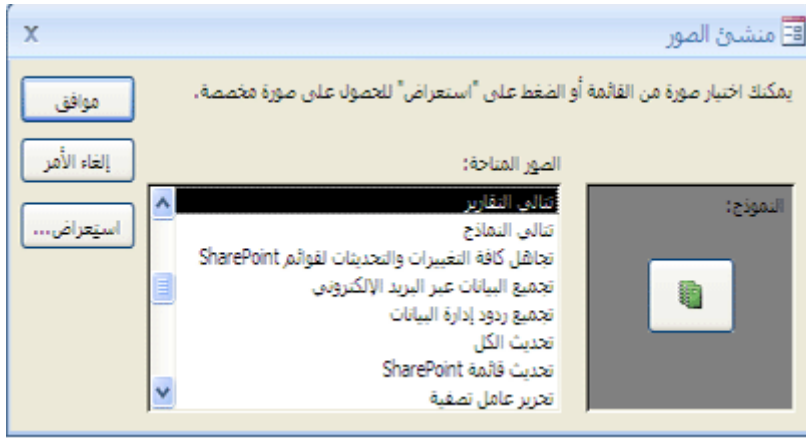 منشئ الصور
X
يمكنك اختيار صورة من القائمة أو الضغط على "استعراض" للحصول على صورة مخصصة.
موافق
إلغاء الأمر
استعراض...
الصور المتاحة:
النموذج:
تتالي التقارير
تتالي النماذج
تجاهل كافة التغييرات والتحديثات لقوائم SharePoint
تجميع البيانات عبر البريد الإلكتروني
تجميع ردود إدارة البيانات
تحديث الكل
تحديث قائمة SharePoint
تحرير عامل تصفية